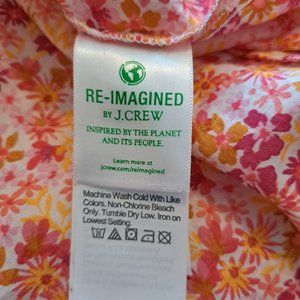 RE-IMAGINED
BY J.CREW
INSPIRED BY THE PLANET
AND ITS PEOPLE.
Learn more at
jcrew.com/reimagined
Machine Wash Cold With Like
Colors. Non-Chlorine Bleach
Only. Tumble Dry Low. Iron on
Lowest Setting.